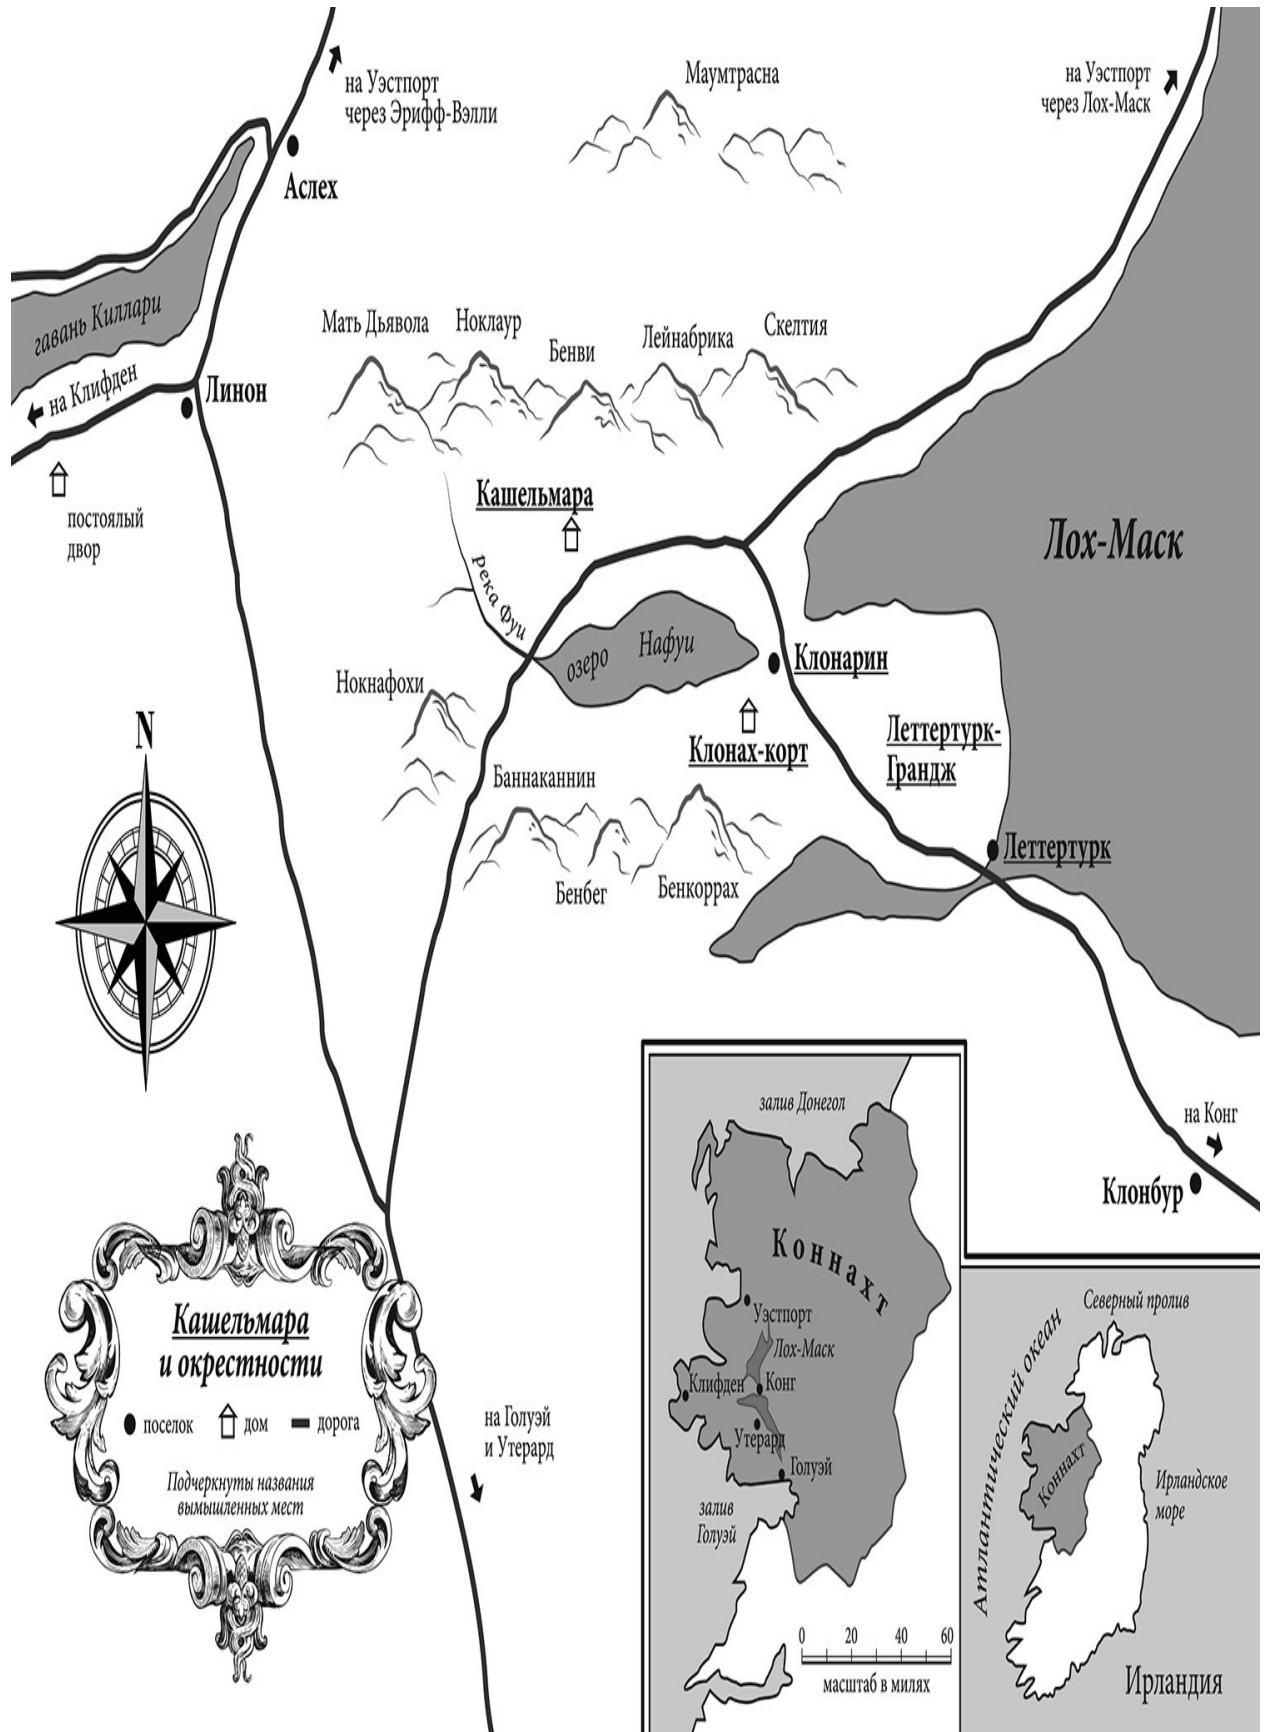 на Уэстпорт
через Эрифф-Вэлли
Маумтрасна
на Уэстпорт
через Лох-Маск
Аслех
гавань Киллари
на Клифден
Линон
постоялый
двор
Мать Дьявола
Ноклаур
Бенви
Лейнабрика
Скелтия
Кашельмара
Лох-Маск
река Фуи
озеро Нафуи
Клонарин
Нокнафохи
Клонах-корт
Леттертурк-
Грандж
N
Баннаканнин
Бенбег
Бенкоррах
Леттертурк
на Конг
Клонбур
Кашельмара
и окрестности
поселок дом дорога
Подчеркнуты названия
вымышленных мест
на Голуэй
и Утерард
залив Донегол
Коннахт
Уэстпорт
Лох-Маск
Клифден
Конг
Утерард
Голуэй
залив
Голуэй
0 20 40 60
масштаб в милях
Северный пролив
Атлантический океан
Коннахт
Ирландское
море
Ирландия